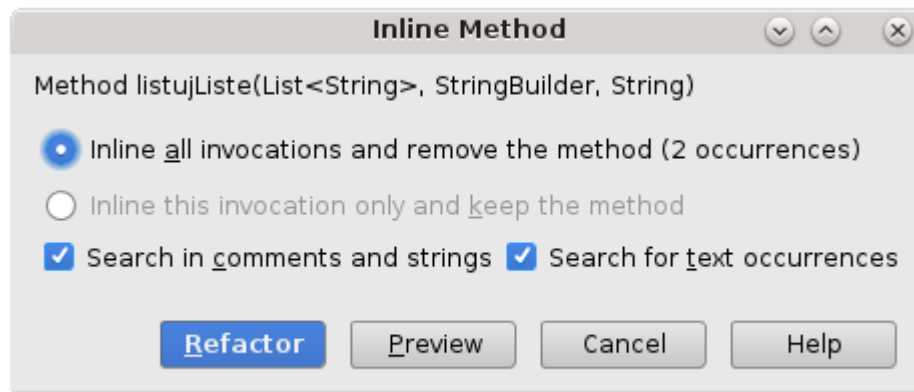 Inline Method
Method listujListe(List<String>, StringBuilder, String)
Inline all invocations and remove the method (2 occurrences)
Inline this invocation only and keep the method
Search in comments and strings Search for text occurrences
Refactor Preview Cancel Help